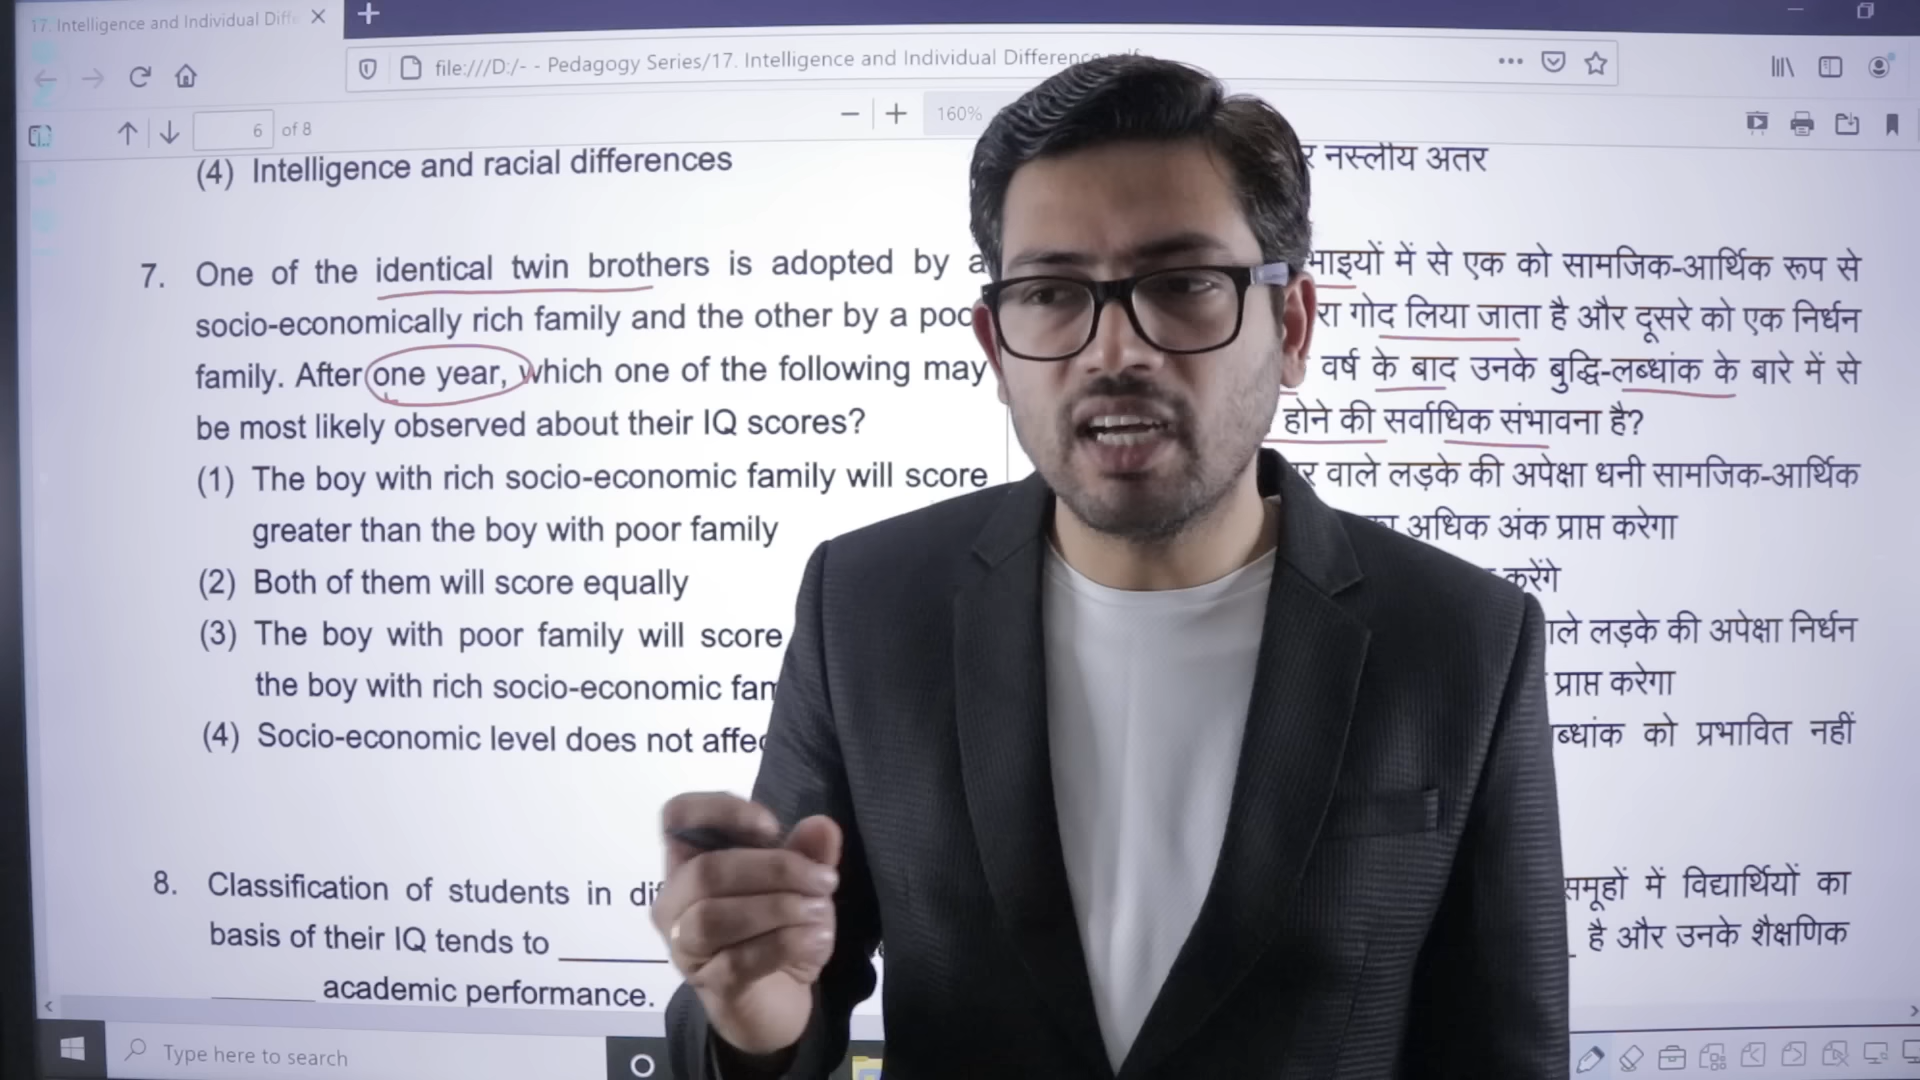 17. Intelligence and Individual Diffe
file:///D:/- - Pedagogy Series/17. Intelligence and Individual Difference.pdf
6 of 8
160%
(4) Intelligence and racial differences
नस्लीय अतर
7. One of the identical twin brothers is adopted by a
socio-economically rich family and the other by a
family. After one year, which one of the following may
be most likely observed about their IQ scores?
(1) The boy with rich socio-economic family will score
greater than the boy with poor family
(2) Both of them will score equally
(3) The boy with poor family will score
the boy with rich socio-economic
(4) Socio-economic level does not
में से एक को सामजिक-आर्थिक रूप से
गोद लिया जाता है और दूसरे को एक निर्धन
वर्ष के बाद उनके बुद्धि-लब्धांक के बारे में से
होने की सर्वाधिक संभावना है?
वाले लड़के की अपेक्षा धनी सामजिक-आर्थिक
अधिक अंक प्राप्त करेगा
करेंगे
लड़के की अपेक्षा निर्धन
प्राप्त करेगा
को प्रभावित नहीं
8. Classification of students in
basis of their IQ tends to ______
______ academic performance.
समूहों में विद्यार्थियों का
है और उनके शैक्षणिक
Type here to search